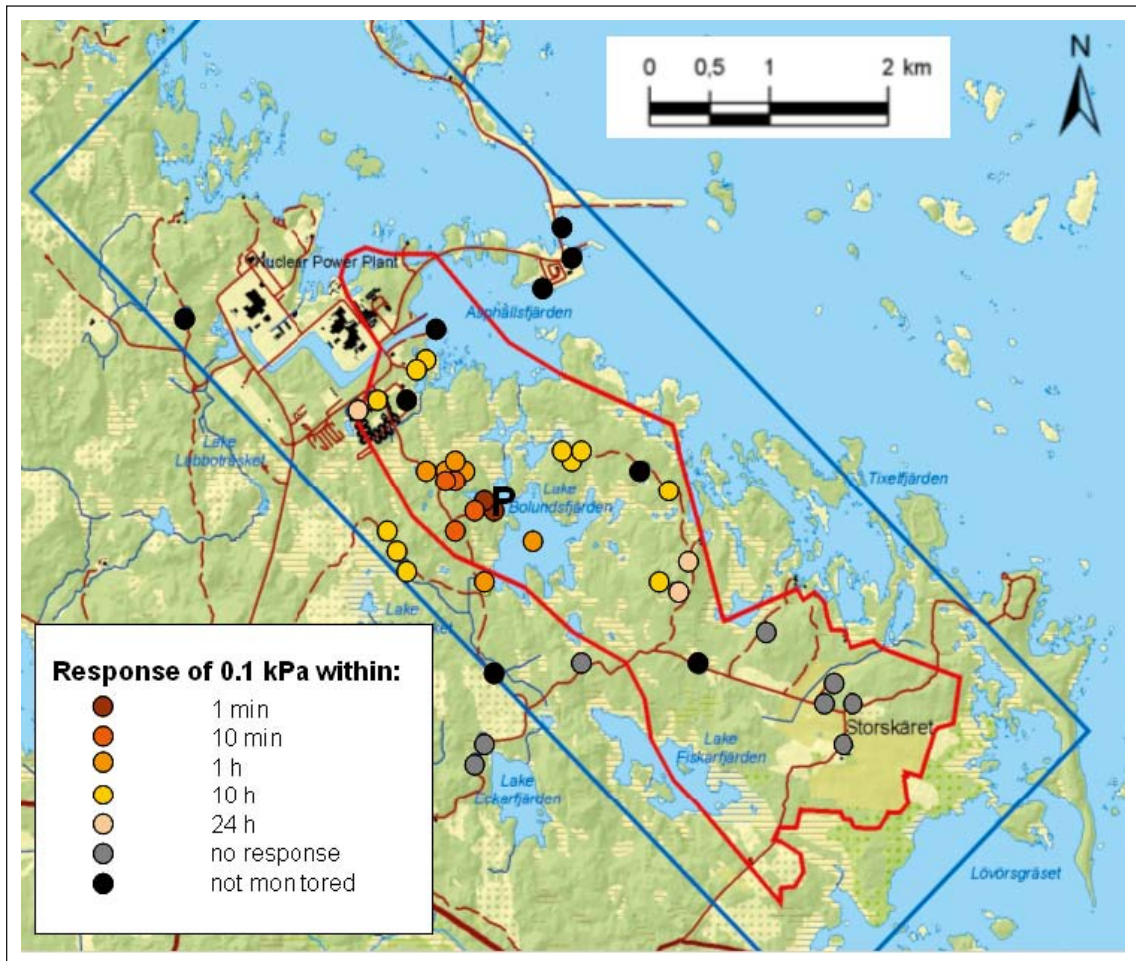 N
0 0,5 1 2 km
Nuclear Power Plant
Asphällsfjärden
Lake
Labboträsket
Tixelfjärden
P
Lake
Bolundsfjärden
Lake
Response of 0.1 kPa within:
1 min
10 min
1 h
10 h
24 h
no response
not montored
Storskäret
Lake
Fiskarfjärden
Lake
Eckarfjärden
Lövörsgräset